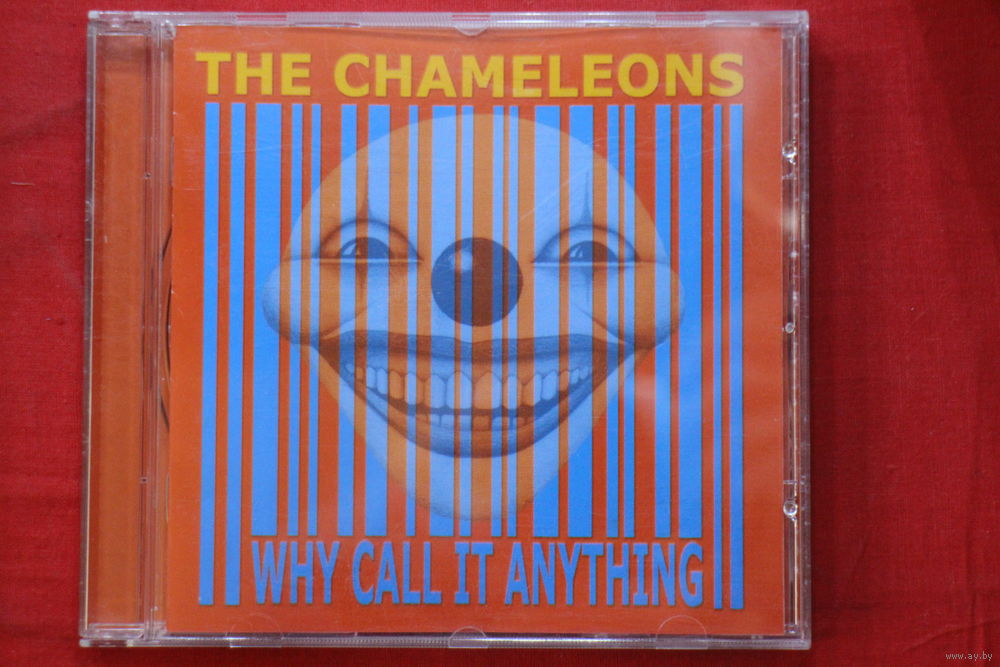 THE CHAMELEONS
WHY CALL IT ANYTHING
www.ay.by